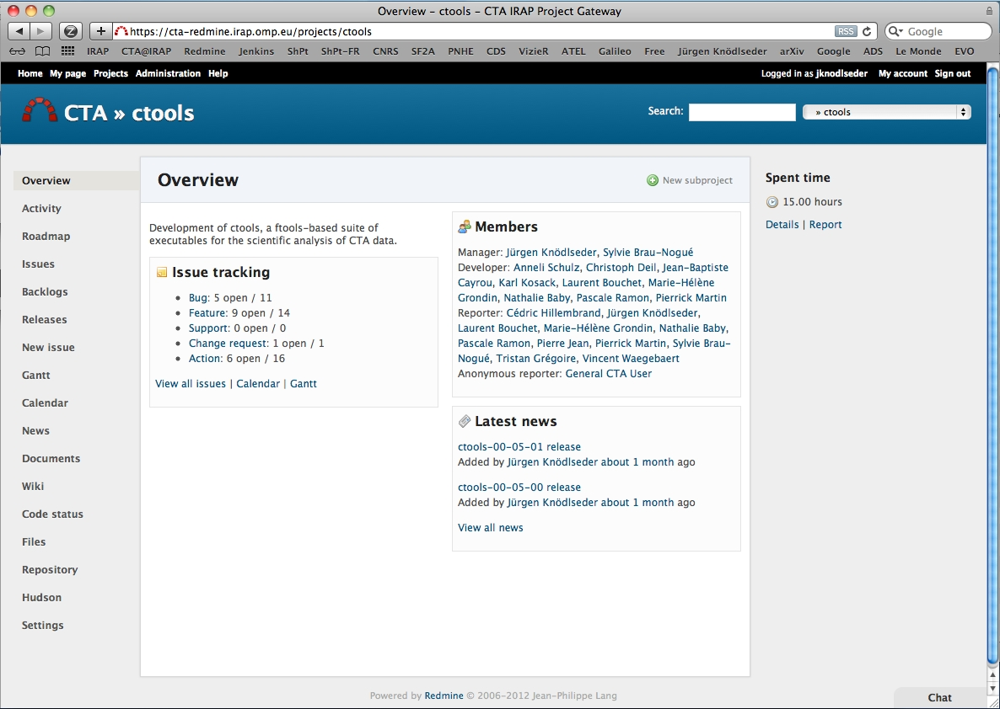 Overview - ctools - CTA IRAP Project Gateway
https://cta-redmine.irap.omp.eu/projects/ctools
RSS
Google
IRAP CTA@IRAP Redmine Jenkins ShPt ShPt-FR CNRS SF2A PNHE CDS VizieR ATEL Galileo Free Jürgen Knödlseder arXiv Google ADS Le Monde EVO
Home My page Projects Administration Help
Logged in as jknodlseder My account Sign out
CTA » ctools
Search:
» ctools
Overview
Activity
Roadmap
Issues
Backlogs
Releases
New issue
Gantt
Calendar
News
Documents
Wiki
Code status
Files
Repository
Hudson
Settings
Overview
New subproject
Development of ctools, a ftools-based suite of
executables for the scientific analysis of CTA data.
Issue tracking
• Bug: 5 open / 11
• Feature: 9 open / 14
• Support: 0 open / 0
• Change request: 1 open / 1
• Action: 6 open / 16
View all issues | Calendar | Gantt
Members
Manager: Jürgen Knödlseder, Sylvie Brau-Nogué
Developer: Anneli Schulz, Christoph Deil, Jean-Baptiste
Cayrou, Karl Kosack, Laurent Bouchet, Marie-Hélène
Grondin, Nathalie Baby, Pascale Ramon, Pierrick Martin
Reporter: Cédric Hillembrand, Jürgen Knödlseder,
Laurent Bouchet, Marie-Hélène Grondin, Nathalie Baby,
Pascale Ramon, Pierre Jean, Pierrick Martin, Sylvie Brau-
Nogué, Tristan Grégoire, Vincent Waegebaert
Anonymous reporter: General CTA User
Latest news
ctools-00-05-01 release
Added by Jürgen Knödlseder about 1 month ago
ctools-00-05-00 release
Added by Jürgen Knödlseder about 1 month ago
View all news
Spent time
15.00 hours
Details | Report
Powered by Redmine © 2006-2012 Jean-Philippe Lang
Chat